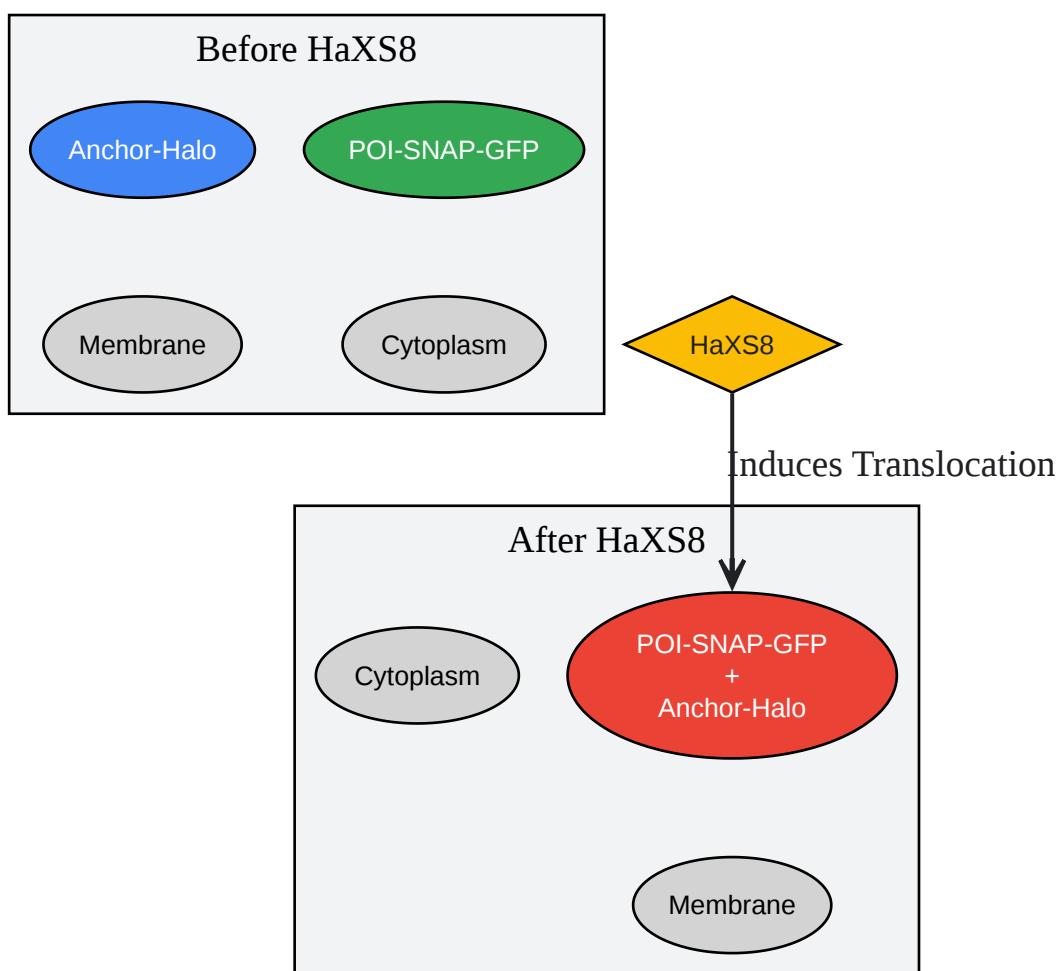 Before HaXS8
Anchor-Halo
POI-SNAP-GFP
Membrane
Cytoplasm
HaXS8
Induces Translocation
After HaXS8
Cytoplasm
POI-SNAP-GFP
+
Anchor-Halo
Membrane